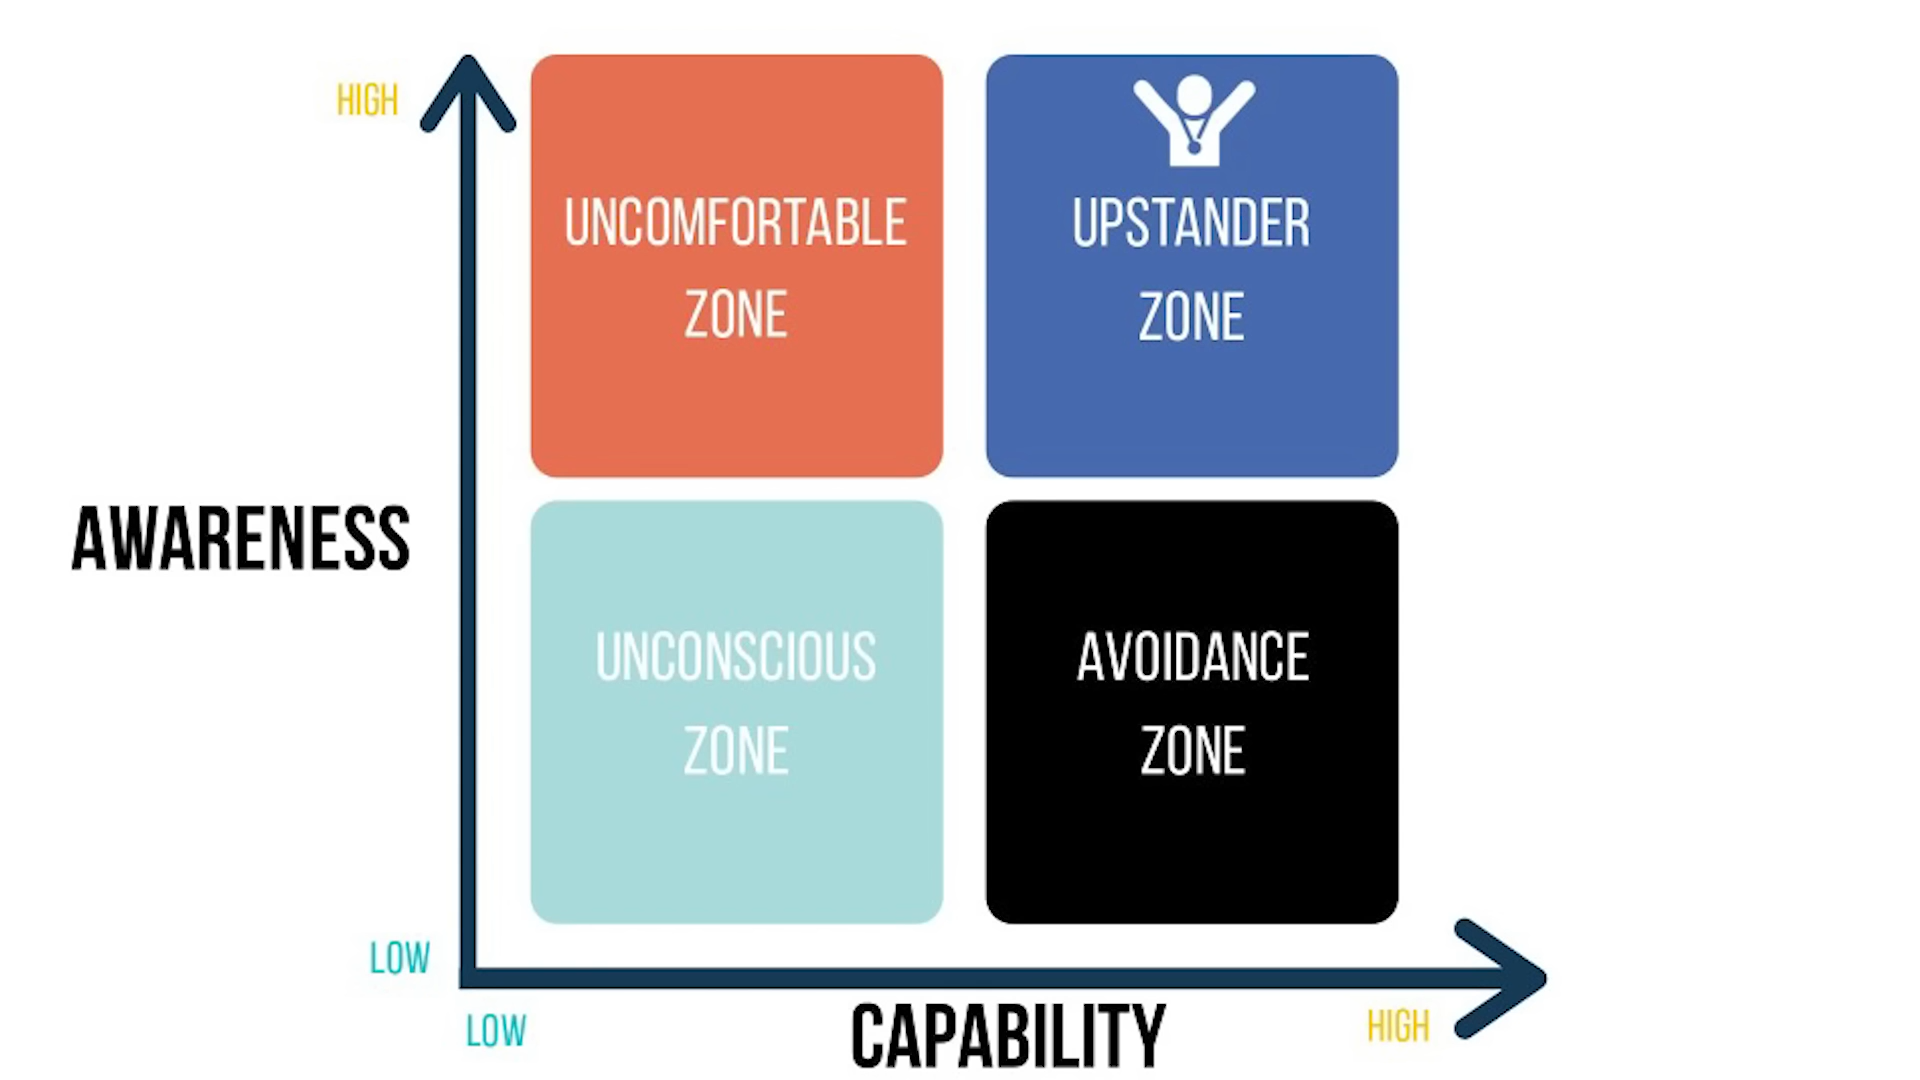 HIGH
UNCOMFORTABLE
ZONE
UPSTANDER
ZONE
AWARENESS
UNCONSCIOUS
ZONE
AVOIDANCE
ZONE
LOW
LOW
CAPABILITY
HIGH